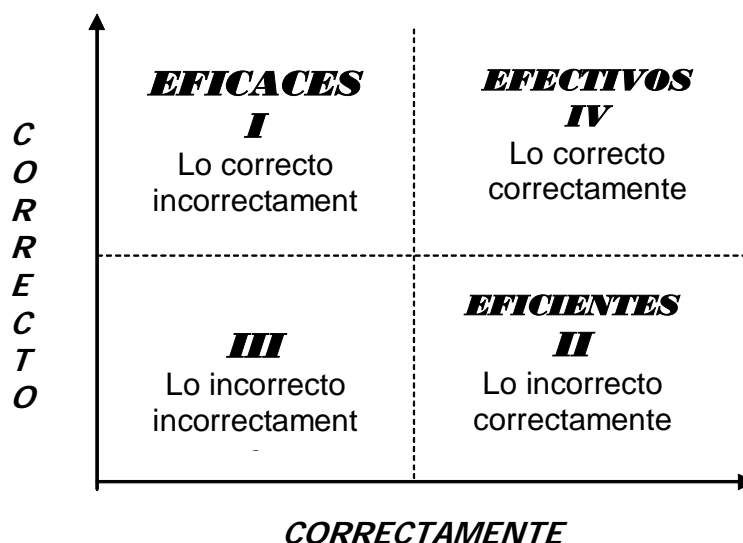 CORRECTO
EFICACES
I
Lo correcto
incorrectament
EFECTIVOS
IV
Lo correcto
correctamente
III
Lo incorrecto
incorrectament
EFICIENTES
II
Lo incorrecto
correctamente
CORRECTAMENTE